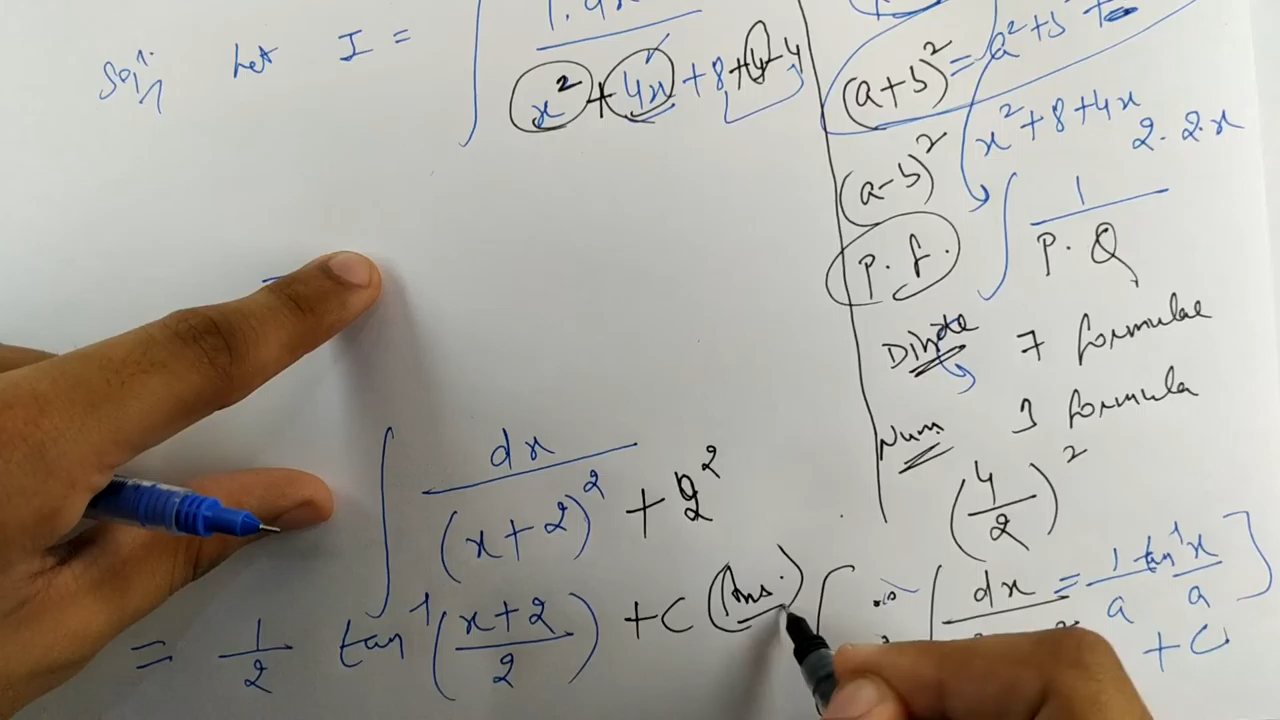 Soln Let I = ∫ 1.dx / x² + 4x + 8 + 4 - 4
∫ dx / (x+2)² + 2²
= 1/2 tan⁻¹ (x+2 / 2) + C (Ans.)
(a+b)² = a² + b² +
x² + 8 + 4x
2. 2. x
(a-b)²
P. f. ∫ 1 / P. Q
7 formulae
Num 3 formula
(4/2)²
∫ dx = 1/a tan⁻¹ x/a
+ C